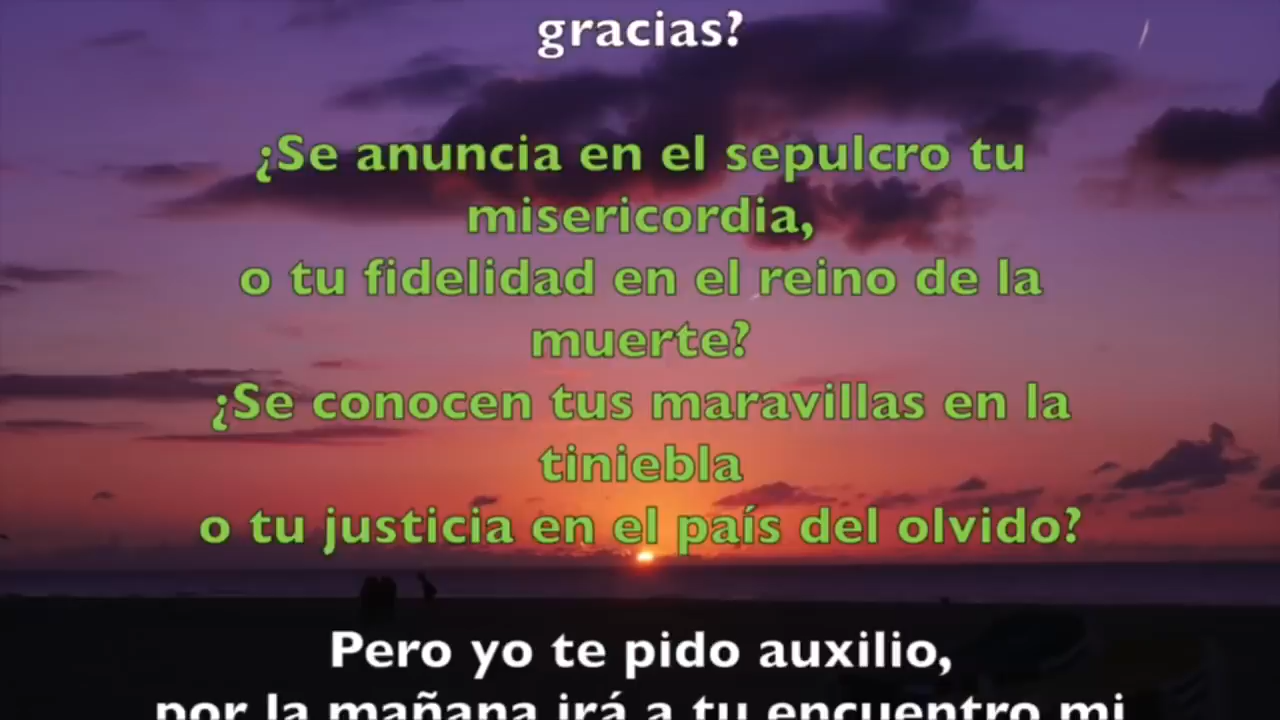 gracias?
¿Se anuncia en el sepulcro tu
misericordia,
o tu fidelidad en el reino de la
muerte?
¿Se conocen tus maravillas en la
tiniebla
o tu justicia en el país del olvido?
Pero yo te pido auxilio,
por la mañana irá a tu encuentro mi